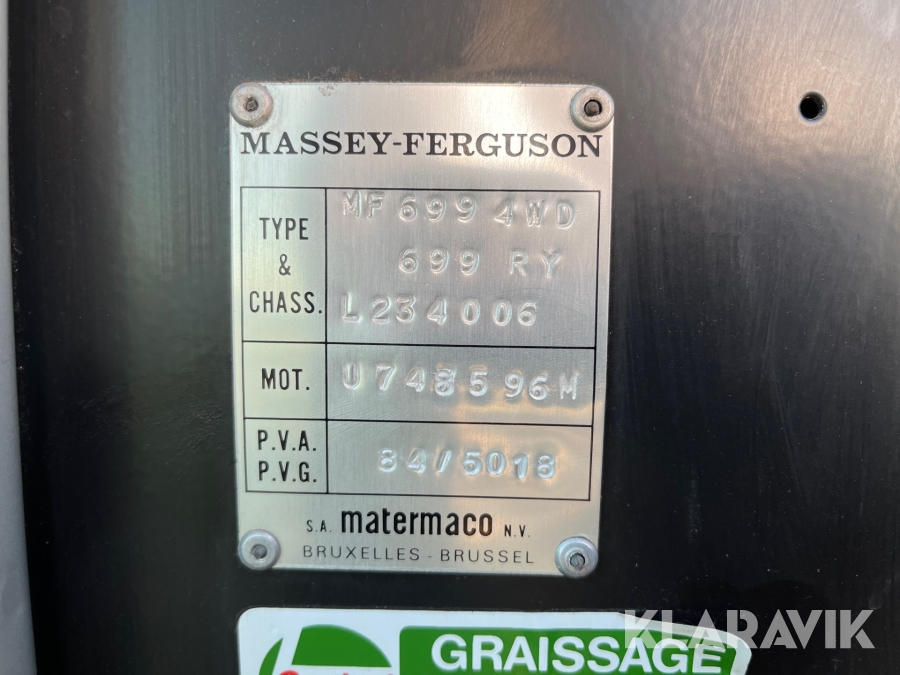 MASSEY-FERGUSON
TYPE & CHASS.
MF 699 4WD
699 RY
L234006
MOT. U748596M
P.V.A.
P.V.G.
84/5018
S.A. matermaco N.V.
BRUXELLES - BRUSSEL
GRAISSAGE
KLARAVIK